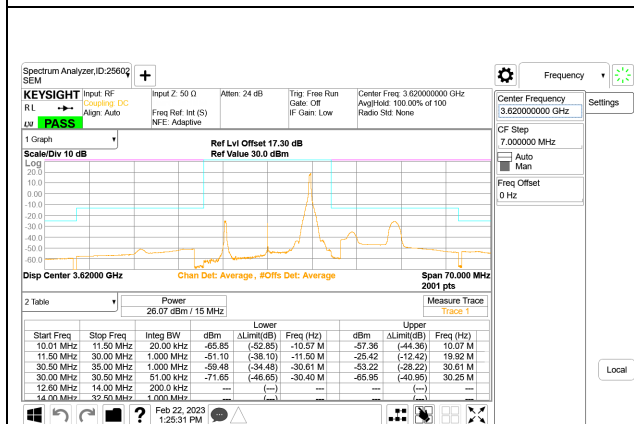 Spectrum Analyzer,ID:25602
SEM
Frequency
KEYSIGHT
Input: RF
Input Z: 50 Ω
Atten: 24 dB
Trig: Free Run
Center Freq: 3.620000000 GHz
RL
Coupling: DC
Gate: Off
Avg|Hold: 100.00% of 100
Align: Auto
Freq Ref: Int (S)
IF Gain: Low
Radio Std: None
PASS
NFE: Adaptive
Center Frequency
3.620000000 GHz
Settings
CF Step
7.000000 MHz
Auto
Man
Freq Offset
0 Hz
1 Graph
Ref Lvl Offset 17.30 dB
Scale/Div 10 dB
Ref Value 30.0 dBm
Log
20.0
10.0
0.00
-10.0
-20.0
-30.0
-40.0
-50.0
-60.0
Disp Center 3.62000 GHz
Chan Det: Average , #Offs Det: Average
Span 70.000 MHz
2001 pts
2 Table
Power
26.07 dBm / 15 MHz
Measure Trace
Trace 1
Lower Upper
Start Freq Stop Freq Integ BW dBm ΔLimit(dB) Freq (Hz) dBm ΔLimit(dB) Freq (Hz)
10.01 MHz 11.50 MHz 20.00 kHz -65.85 (-52.85) -10.57 M -57.36 (-44.36) 10.07 M
11.50 MHz 30.00 MHz 1.000 MHz -51.10 (-38.10) -11.50 M -25.42 (-12.42) 19.92 M
30.50 MHz 35.00 MHz 1.000 MHz -59.48 (-34.48) -30.61 M -53.22 (-28.22) 30.61 M
30.00 MHz 30.50 MHz 51.00 kHz -71.65 (-46.65) -30.40 M -65.95 (-40.95) 30.25 M
12.60 MHz 14.00 MHz 200.0 kHz --- (---) --- (---)
14.00 MHz 32.50 MHz 1.000 MHz --- (---) --- (---)
Local
Feb 22, 2023
1:25:31 PM